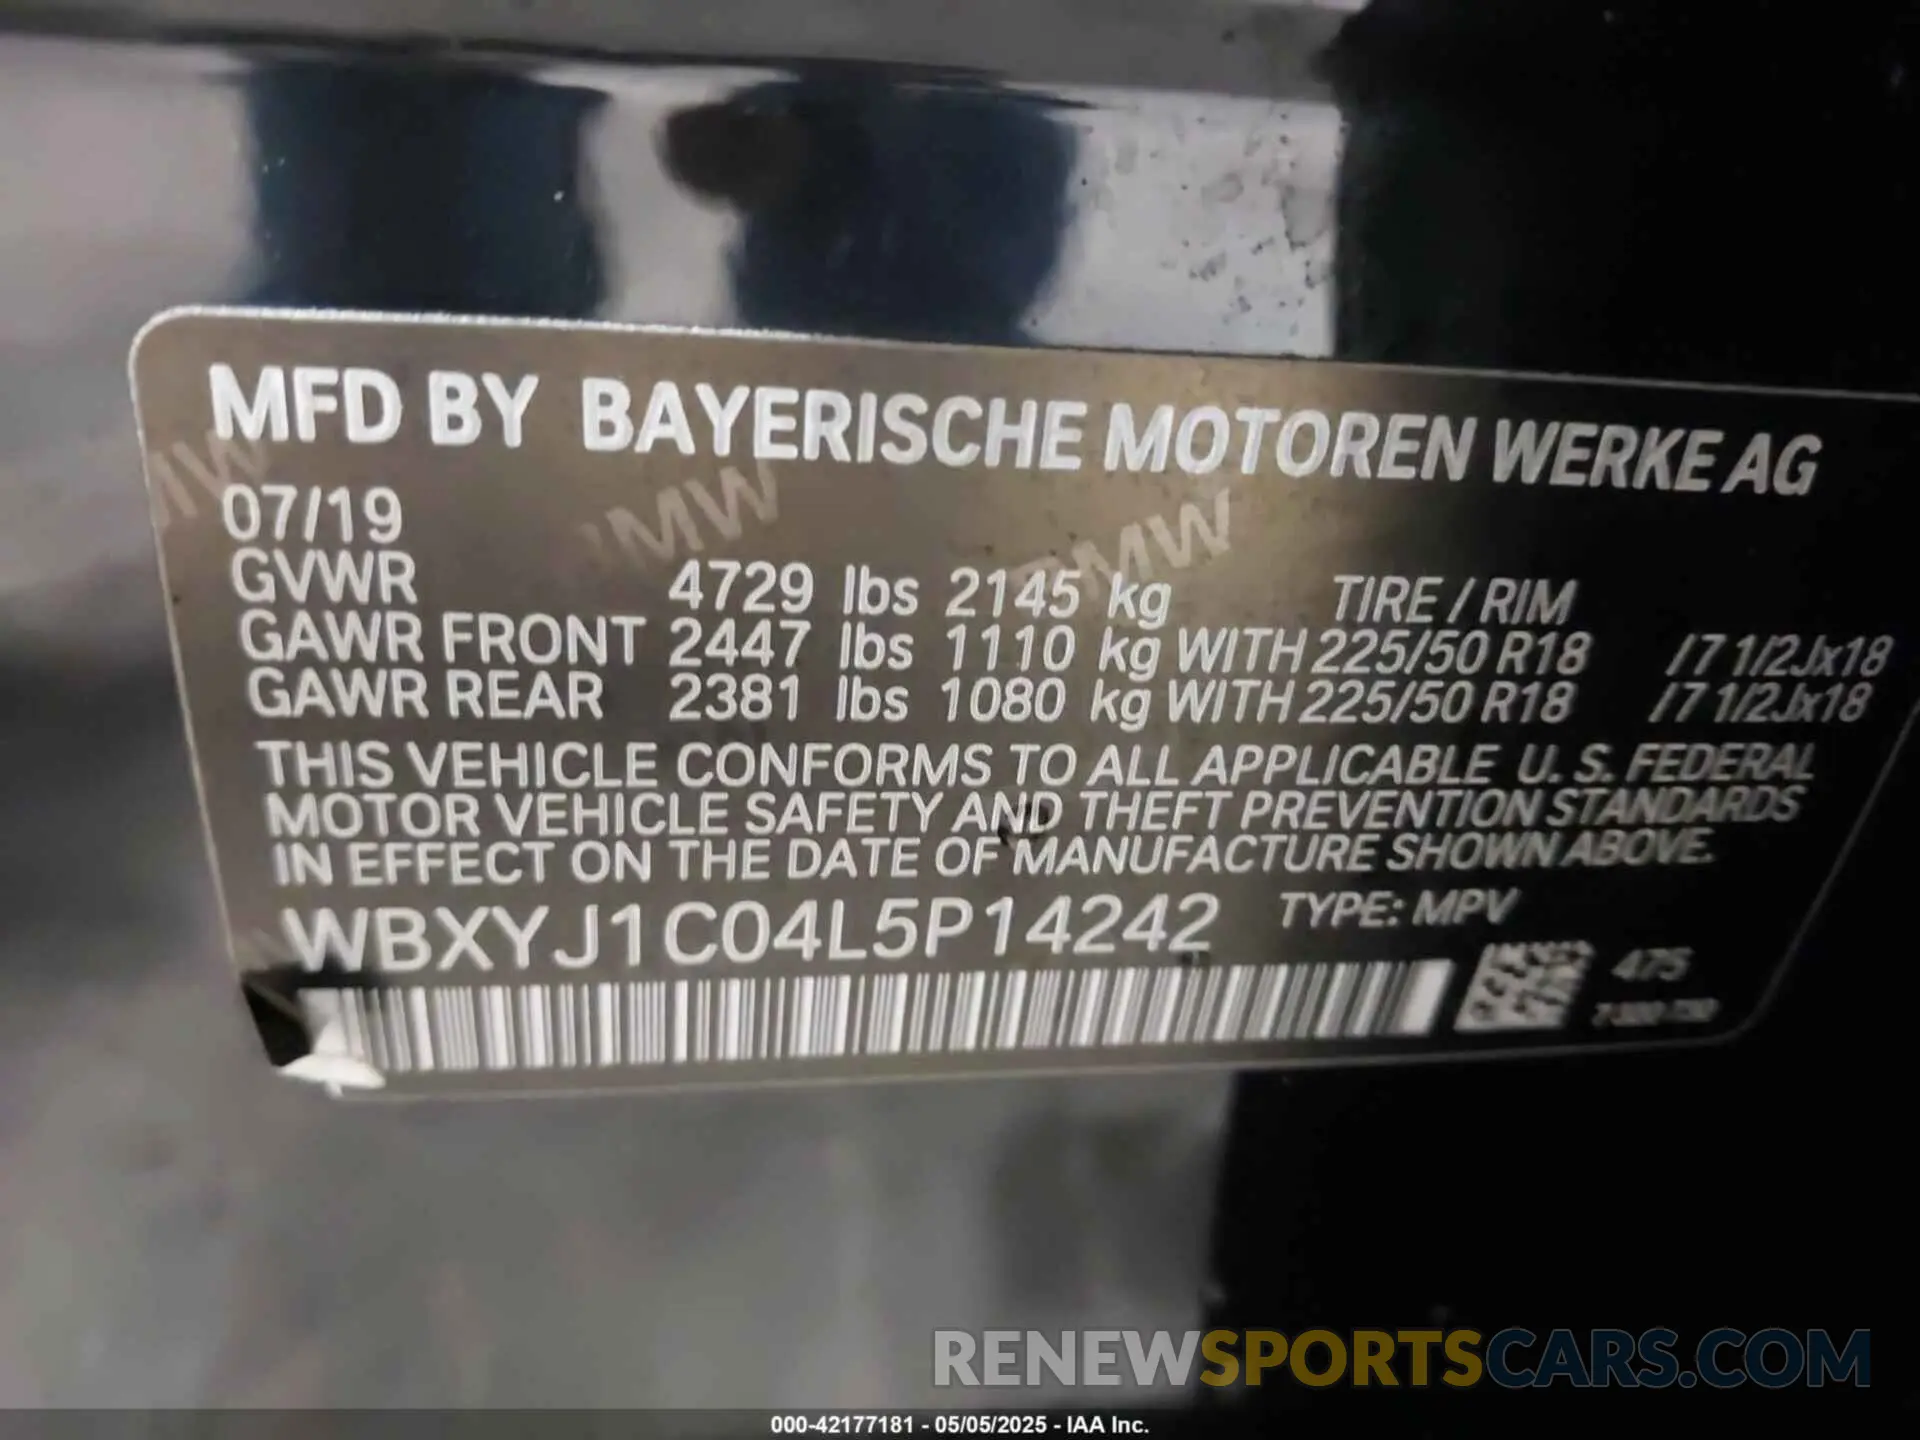 MFD BY BAYERISCHE MOTOREN WERKE AG
07/19
GVWR 4729 lbs 2145 kg TIRE / RIM
GAWR FRONT 2447 lbs 1110 kg WITH 225/50 R18 /7 1/2Jx18
GAWR REAR 2381 lbs 1080 kg WITH 225/50 R18 /7 1/2Jx18
THIS VEHICLE CONFORMS TO ALL APPLICABLE U. S. FEDERAL
MOTOR VEHICLE SAFETY AND THEFT PREVENTION STANDARDS
IN EFFECT ON THE DATE OF MANUFACTURE SHOWN ABOVE.
WBXYJ1C04L5P14242 TYPE: MPV
475
RENEWSPORTSCARS.COM
000-42177181 - 05/05/2025 - IAA Inc.